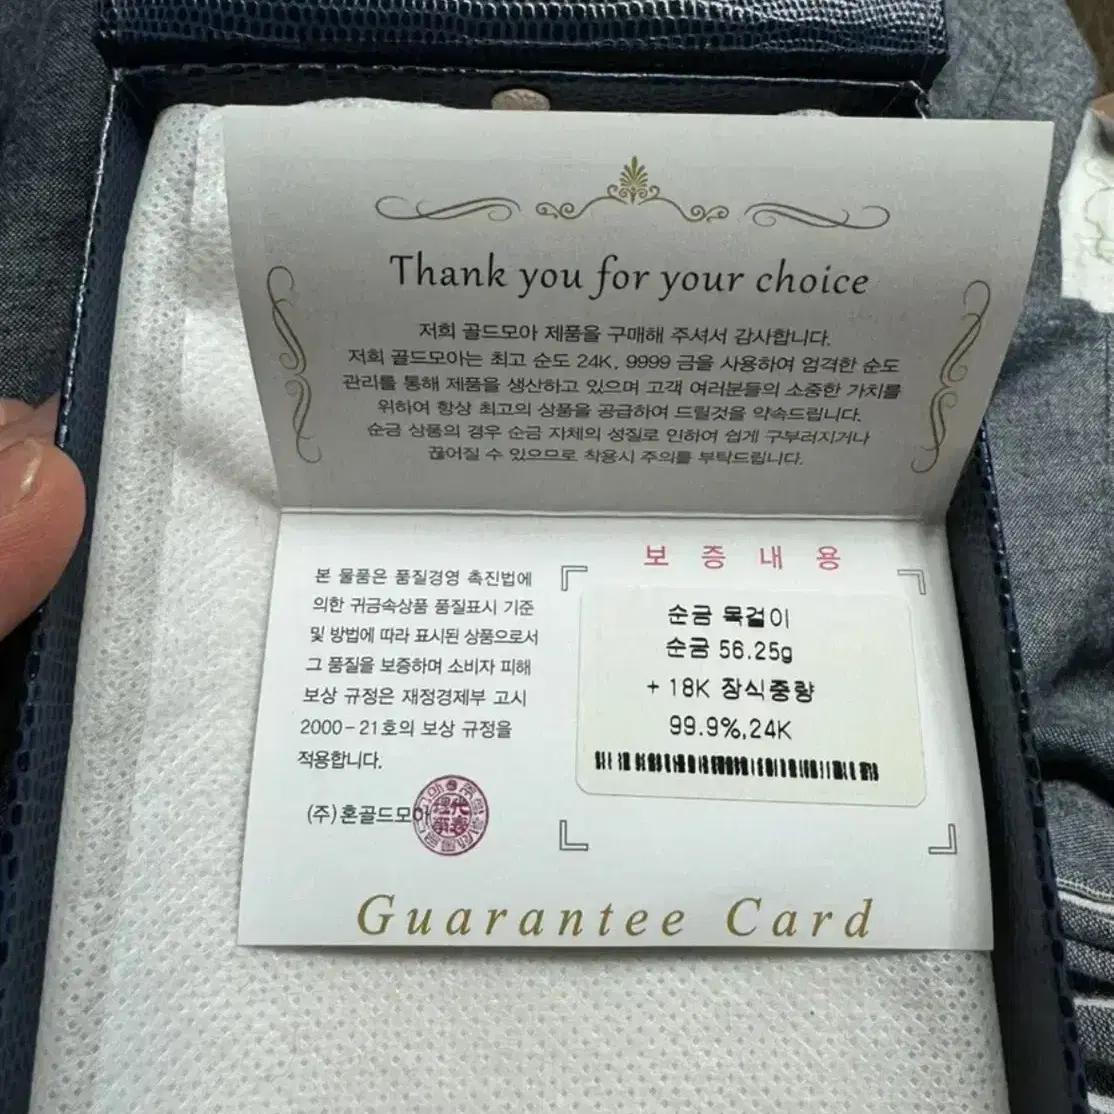 Thank you for your choice
저희 골드모아 제품을 구매해 주셔서 감사합니다.
저희 골드모아는 최고 순도 24K, 9999 금을 사용하여 엄격한 순도
관리를 통해 제품을 생산하고 있으며 고객 여러분들의 소중한 가치를
위하여 항상 최고의 상품을 공급하여 드릴것을 약속드립니다.
순금 상품의 경우 순금 자체의 성질로 인하여 쉽게 구부러지거나
끊어질 수 있으므로 착용시 주의를 부탁드립니다.
본 물품은 품질경영 촉진법에
의한 귀금속상품 품질표시 기준
및 방법에 따라 표시된 상품으로서
그 품질을 보증하며 소비자 피해
보상 규정은 재정경제부 고시
2000-21호의 보상 규정을
적용합니다.
(주)혼골드모아
보증내용
순금 목걸이
순금 56.25g
+ 18K 장식중량
99.9%,24K
Guarantee Card